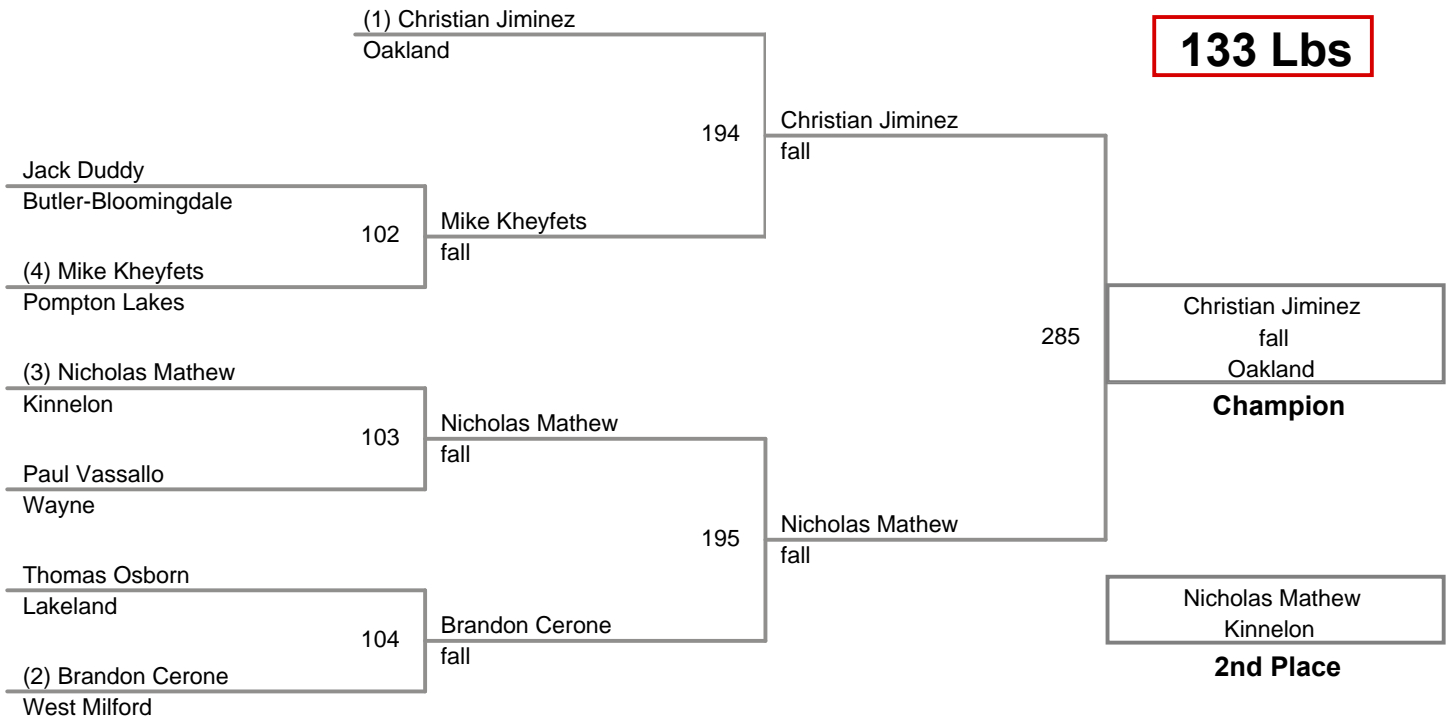 (1) Christian Jiminez
Oakland
133 Lbs
194
Christian Jiminez
fall
Jack Duddy
Butler-Bloomingdale
102
Mike Kheyfets
fall
(4) Mike Kheyfets
Pompton Lakes
285
Christian Jiminez
fall
Oakland
Champion
(3) Nicholas Mathew
Kinnelon
103
Nicholas Mathew
fall
Paul Vassallo
Wayne
195
Nicholas Mathew
fall
Thomas Osborn
Lakeland
104
Brandon Cerone
fall
(2) Brandon Cerone
West Milford
Nicholas Mathew
Kinnelon
2nd Place